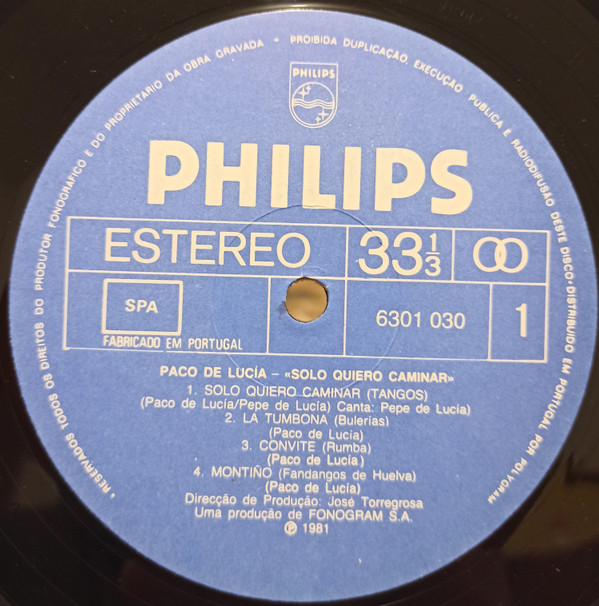 • RESERVADOS TODOS OS DIREITOS DO PRODUTOR FONOGRÁFICO E DO PROPRIETÁRIO DA OBRA GRAVADA • PROIBIDA DUPLICAÇÃO, EXECUÇÃO PÚBLICA E RADIODIFUSÃO DESTE DISCO•DISTRIBUÍDO EM PORTUGAL POR POLYGRAM
PHILIPS
PHILIPS
ESTEREO 33 1/3
SPA 6301 030 1
FABRICADO EM PORTUGAL
PACO DE LUCÍA – «SOLO QUIERO CAMINAR»
1. SOLO QUIERO CAMINAR (TANGOS)
(Paco de Lucía/Pepe de Lucía) Canta: Pepe de Lucía
2. LA TUMBONA (Bulerías)
(Paco de Lucía)
3. CONVITE (Rumba)
(Paco de Lucía)
4. MONTIÑO (Fandangos de Huelva)
(Paco de Lucía)
Direcção de Produção: José Torregrosa
Uma produção de FONOGRAM S.A.
Ⓟ 1981